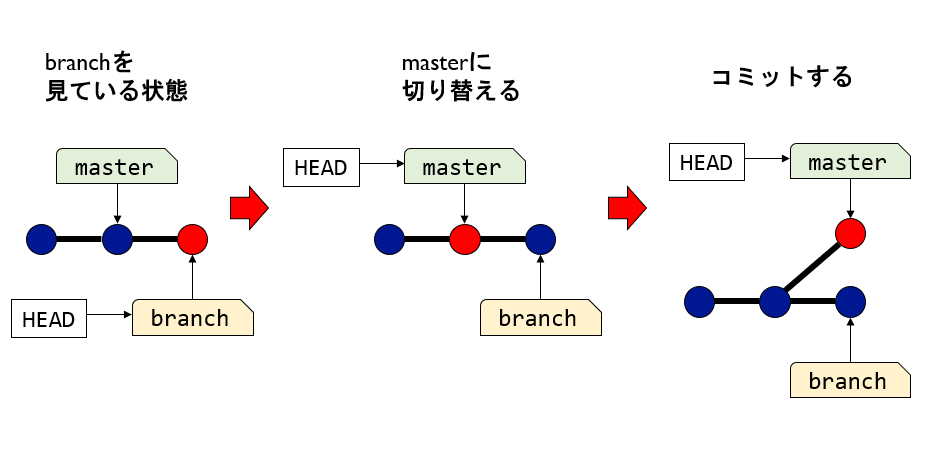 branchを
見ている状態
master
HEAD
branch
masterに
切り替える
HEAD
master
branch
コミットする
HEAD
master
branch